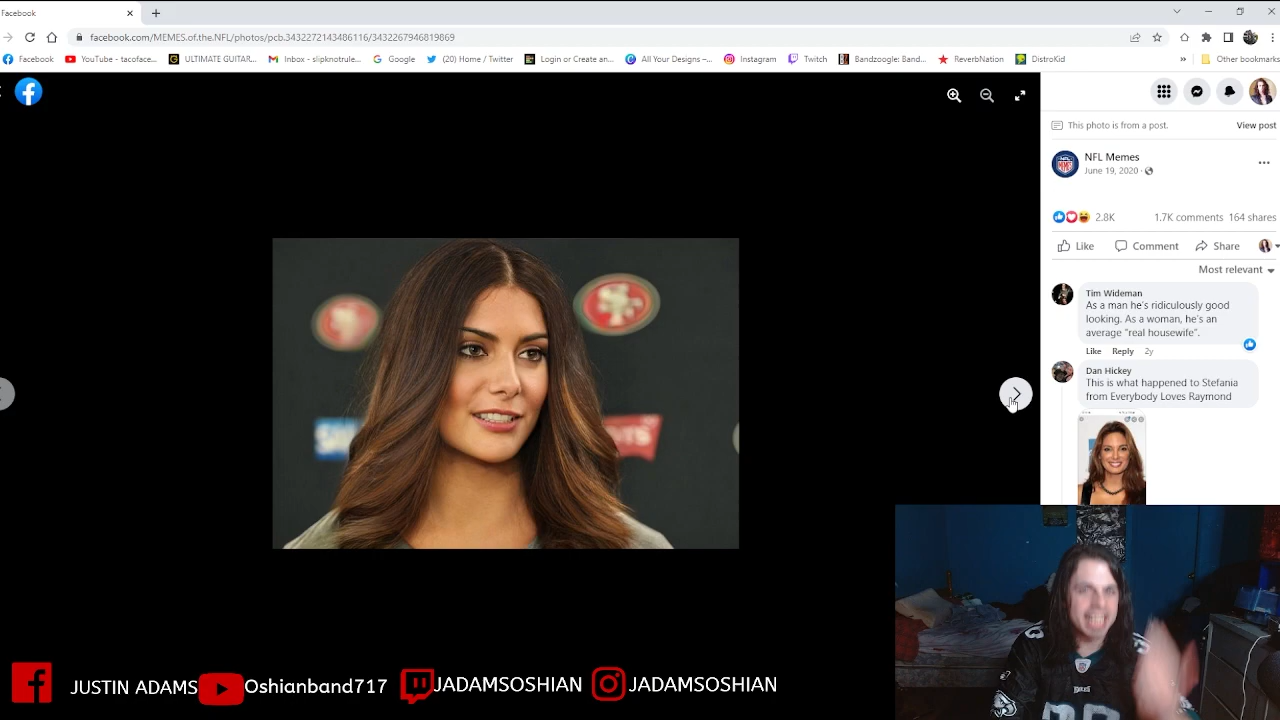 Facebook
facebook.com/MEMES.of.the.NFL/photos/pcb.3432272143486116/3432267946819869
Facebook
YouTube - tacoface...
ULTIMATE GUITAR...
Inbox - slipknotrule...
Google
(20) Home / Twitter
Login or Create an...
All Your Designs –...
Instagram
Twitch
Bandzoogle: Band...
ReverbNation
DistroKid
»
Other bookmarks
This photo is from a post.
View post
NFL Memes
June 19, 2020 ·
2.8K
1.7K comments 164 shares
Like
Comment
Share
Most relevant
Tim Wideman
As a man he's ridiculously good
looking. As a woman, he's an
average "real housewife".
Like Reply 2y
Dan Hickey
This is what happened to Stefania
from Everybody Loves Raymond
JUSTIN ADAMS
Oshianband717
JADAMSOSHIAN
JADAMSOSHIAN